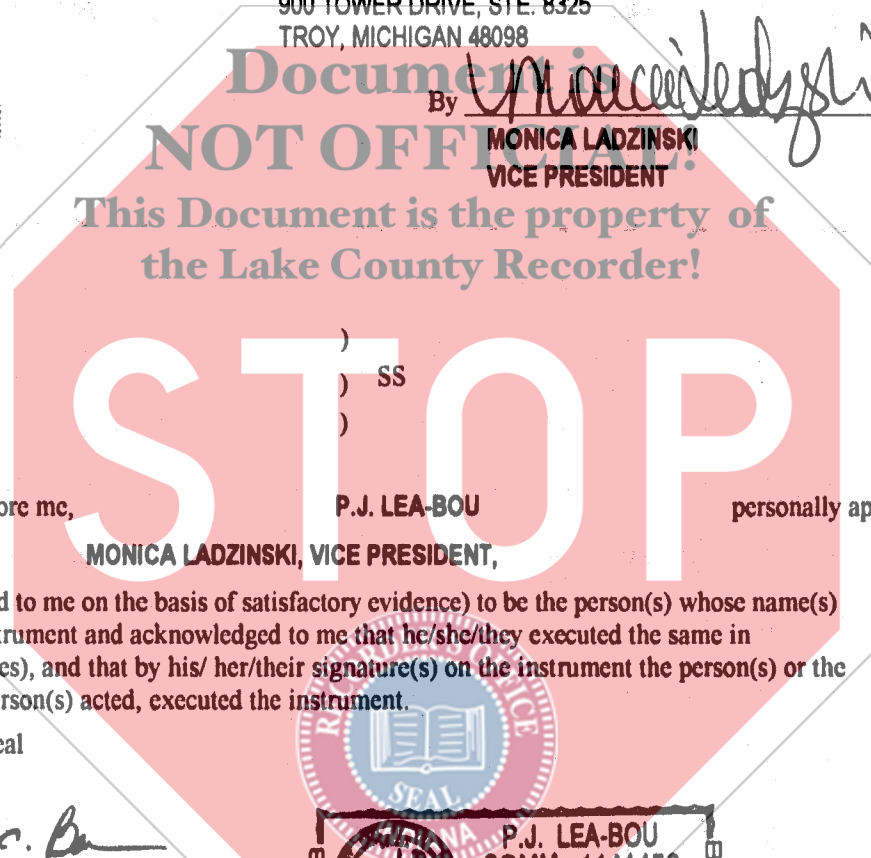 900 TOWER DRIVE, STE. 8325
TROY, MICHIGAN 48098
Document is
By
NOT OFFICIAL!
MONICA LADZINSKI
VICE PRESIDENT
This Document is the property of
the Lake County Recorder!
)
) SS
)
STOP
ore me, P.J. LEA-BOU personally ap
MONICA LADZINSKI, VICE PRESIDENT,
d to me on the basis of satisfactory evidence) to be the person(s) whose name(s)
trument and acknowledged to me that he/she/they executed the same in
es), and that by his/ her/their signature(s) on the instrument the person(s) or the
rson(s) acted, executed the instrument.
eal
RECORDER'S OFFICE
SEAL
INDIANA
P.J. LEA-BOU